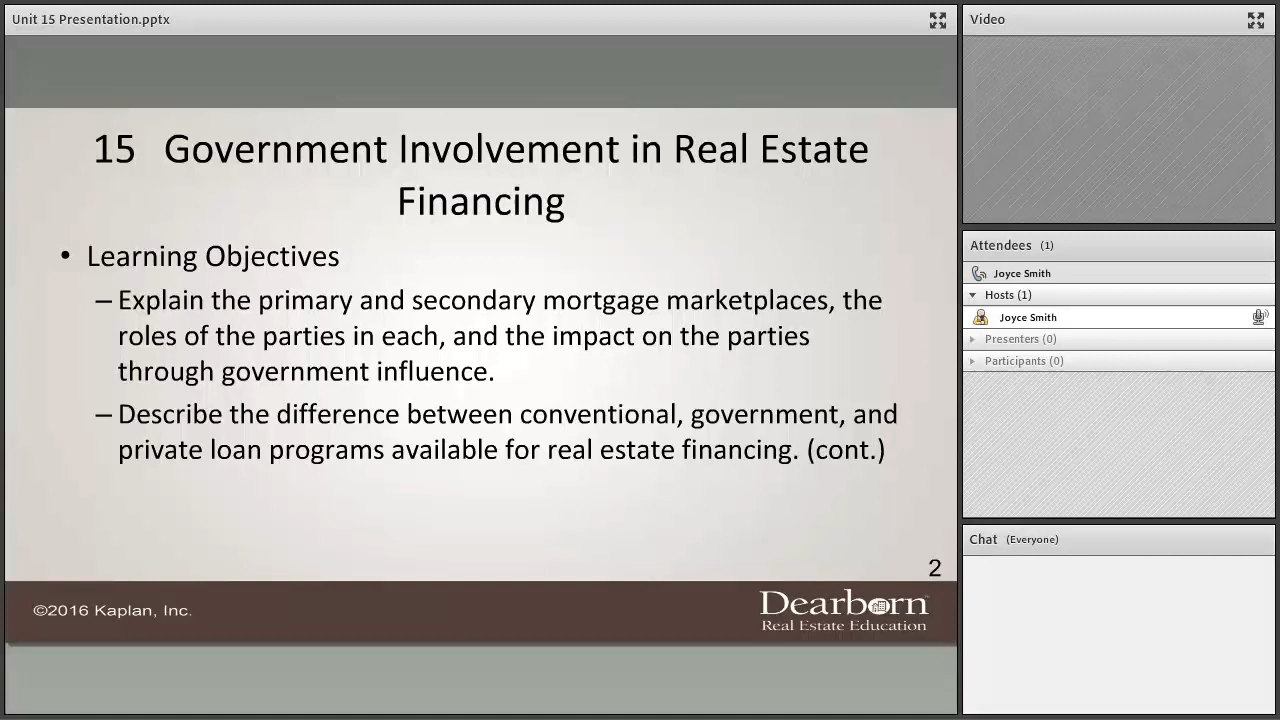 Unit 15 Presentation.pptx
15 Government Involvement in Real Estate
Financing
• Learning Objectives
– Explain the primary and secondary mortgage marketplaces, the
roles of the parties in each, and the impact on the parties
through government influence.
– Describe the difference between conventional, government, and
private loan programs available for real estate financing. (cont.)
2
©2016 Kaplan, Inc.
Dearborn™
Real Estate Education
Video
Attendees (1)
Joyce Smith
Hosts (1)
Joyce Smith
Presenters (0)
Participants (0)
Chat (Everyone)